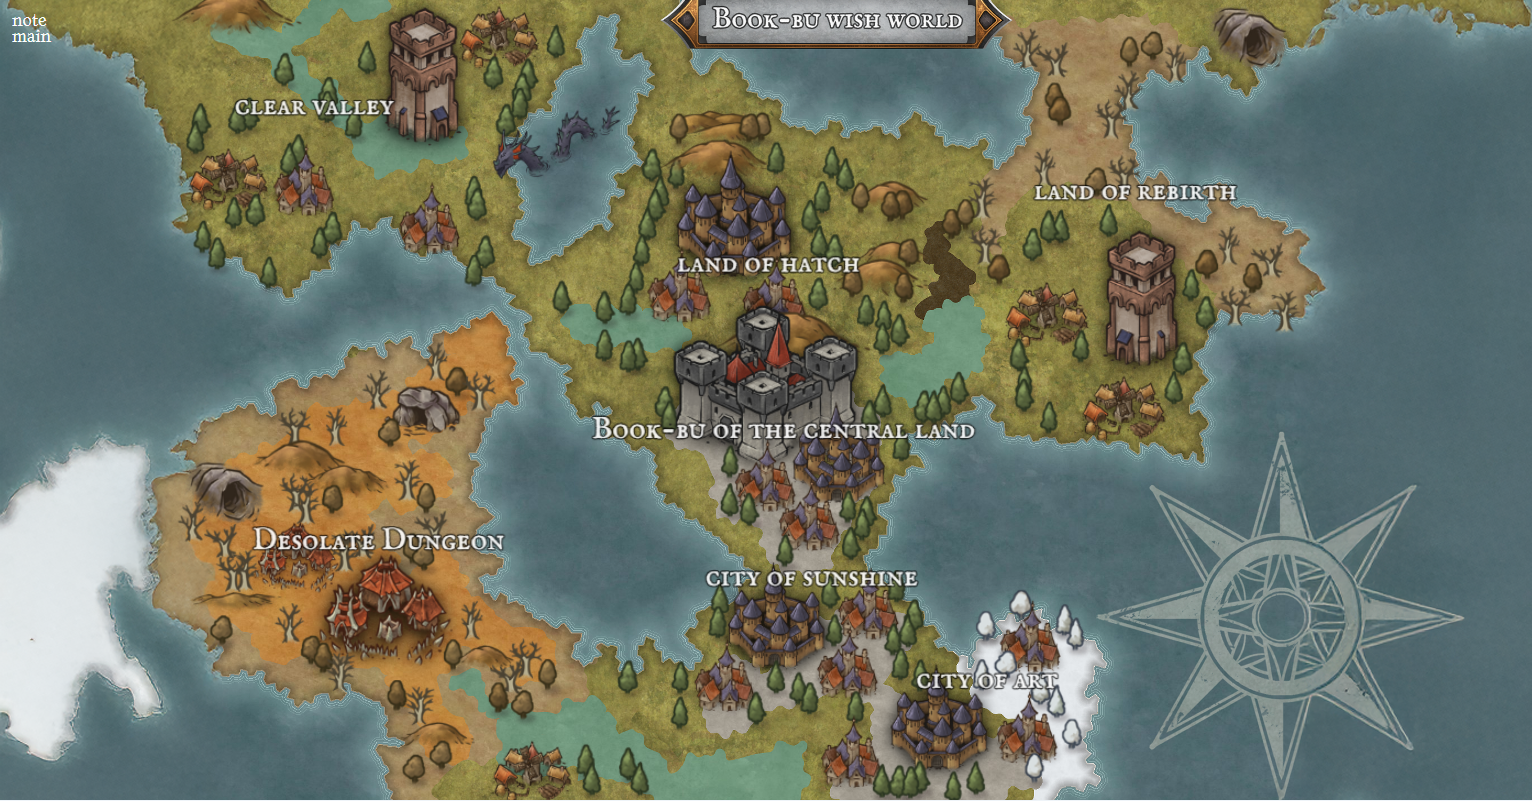 note
main
Book-bu wish world
CLEAR VALLEY
LAND OF REBIRTH
LAND OF HATCH
Book-bu of the central land
Desolate Dungeon
CITY OF SUNSHINE
CITY OF ART